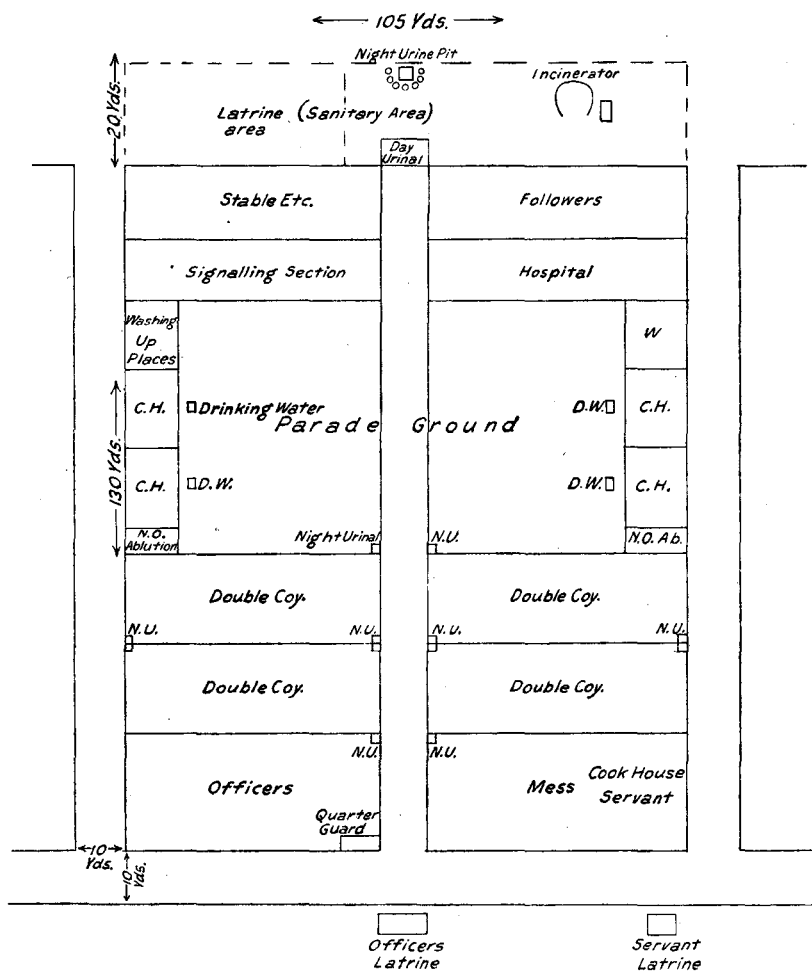 105 Yds.
Night Urine Pit
Incinerator
20 Yds.
Latrine (Sanitary Area)
area
Day
Urinal
Stable Etc.
Followers
Signalling Section
Hospital
Washing
Up
Places
W
C.H.
Drinking Water
D.W.
C.H.
Parade Ground
130 Yds.
C.H.
D.W.
D.W.
C.H.
N.O.
Ablution
Night Urinal
N.U.
N.O. Ab.
Double Coy.
Double Coy.
N.U.
N.U.
N.U.
N.U.
Double Coy.
Double Coy.
N.U.
N.U.
Officers
Mess
Cook House
Servant
Quarter
Guard
10
Yds.
10
Yds.
Officers
Latrine
Servant
Latrine